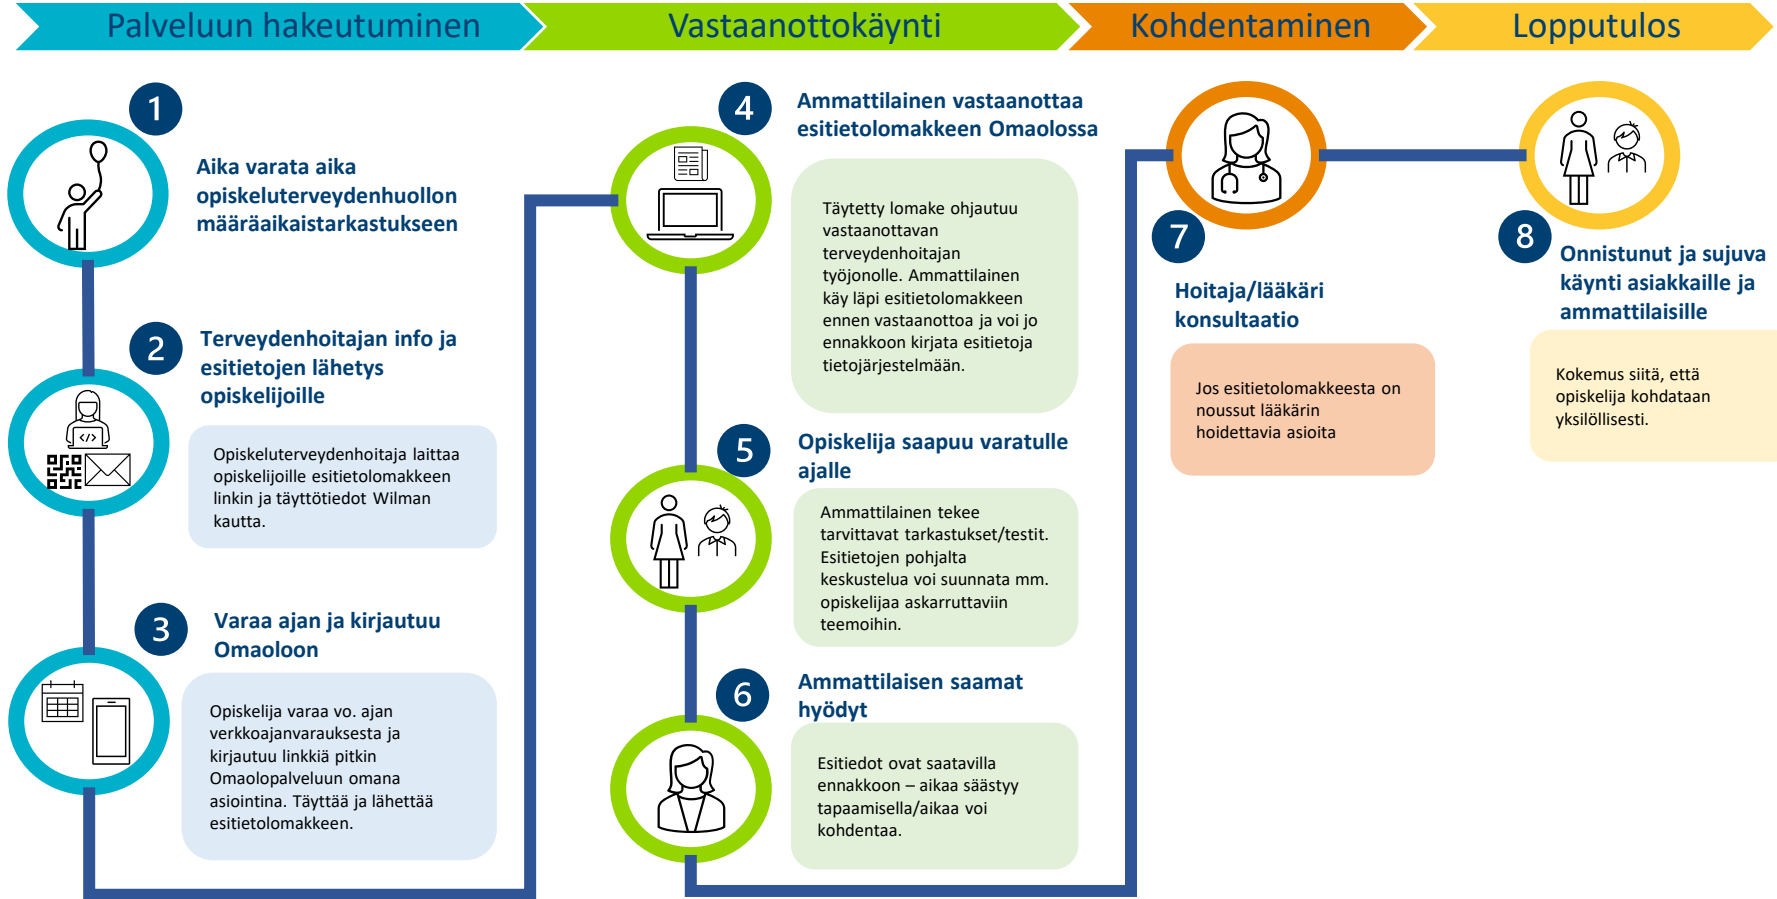 Palveluun hakeutuminen
Vastaanottokäynti
Kohdentaminen
Lopputulos
1
Aika varata aika
opiskeluterveydenhuollon
määräaikaistarkastukseen
2
Terveydenhoitajan info ja
esitietojen lähetys
opiskelijoille
</>
Opiskeluterveydenhoitaja laittaa
opiskelijoille esitietolomakkeen
linkin ja täyttötiedot Wilman
kautta.
3
Varaa ajan ja kirjautuu
Omaoloon
Opiskelija varaa vo. ajan
verkkoajanvarauksesta ja
kirjautuu linkkiä pitkin
Omaolopalveluun omana
asiointina. Täyttää ja lähettää
esitietolomakkeen.
4
Ammattilainen vastaanottaa
esitietolomakkeen Omaolossa
Täytetty lomake ohjautuu
vastaanottavan
terveydenhoitajan
työjonolle. Ammattilainen
käy läpi esitietolomakkeen
ennen vastaanottoa ja voi jo
ennakkoon kirjata esitietoja
tietojärjestelmään.
5
Opiskelija saapuu varatulle
ajalle
Ammattilainen tekee
tarvittavat tarkastukset/testit.
Esitietojen pohjalta
keskustelua voi suunnata mm.
opiskelijaa askarruttaviin
teemoihin.
6
Ammattilaisen saamat
hyödyt
Esitiedot ovat saatavilla
ennakkoon – aikaa säästyy
tapaamisella/aikaa voi
kohdentaa.
7
Hoitaja/lääkäri
konsultaatio
Jos esitietolomakkeesta on
noussut lääkärin
hoidettavia asioita
8
Onnistunut ja sujuva
käynti asiakkaille ja
ammattilaisille
Kokemus siitä, että
opiskelija kohdataan
yksilöllisesti.